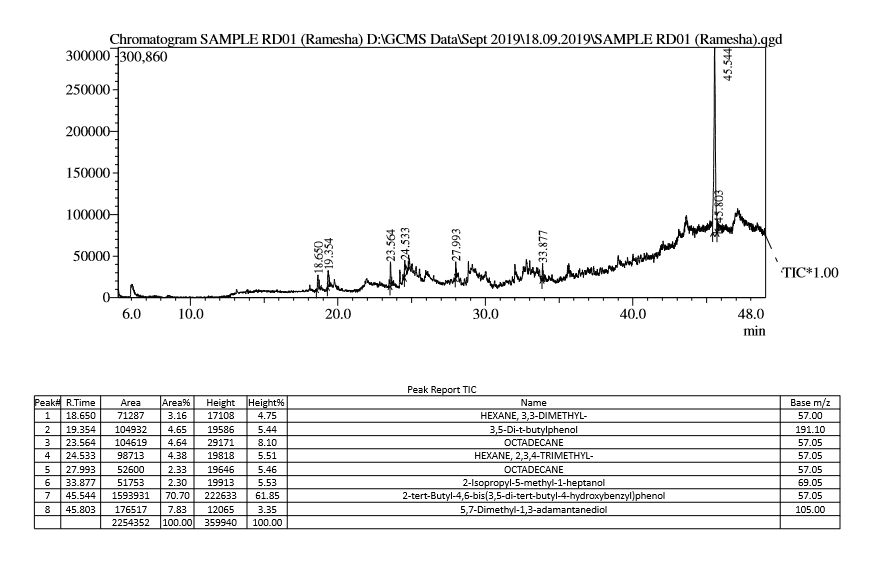 Chromatogram SAMPLE RD01 (Ramesha) D:\GCMS Data\Sept 2019\18.09.2019\SAMPLE RD01 (Ramesha).qgd
300,860
300000
250000
200000
150000
100000
50000
0
18.650
19.354
23.564
24.533
27.993
33.877
45.544
45.803
TIC*1.00
6.0 10.0 20.0 30.0 40.0 48.0
min
Peak Report TIC
Peak# R.Time Area Area% Height Height% Name Base m/z
1 18.650 71287 3.16 17108 4.75 HEXANE, 3,3-DIMETHYL- 57.00
2 19.354 104932 4.65 19586 5.44 3,5-Di-t-butylphenol 191.10
3 23.564 104619 4.64 29171 8.10 OCTADECANE 57.05
4 24.533 98713 4.38 19818 5.51 HEXANE, 2,3,4-TRIMETHYL- 57.05
5 27.993 52600 2.33 19646 5.46 OCTADECANE 57.05
6 33.877 51753 2.30 19913 5.53 2-Isopropyl-5-methyl-1-heptanol 69.05
7 45.544 1593931 70.70 222633 61.85 2-tert-Butyl-4,6-bis(3,5-di-tert-butyl-4-hydroxybenzyl)phenol 57.05
8 45.803 176517 7.83 12065 3.35 5,7-Dimethyl-1,3-adamantanediol 105.00
2254352 100.00 359940 100.00